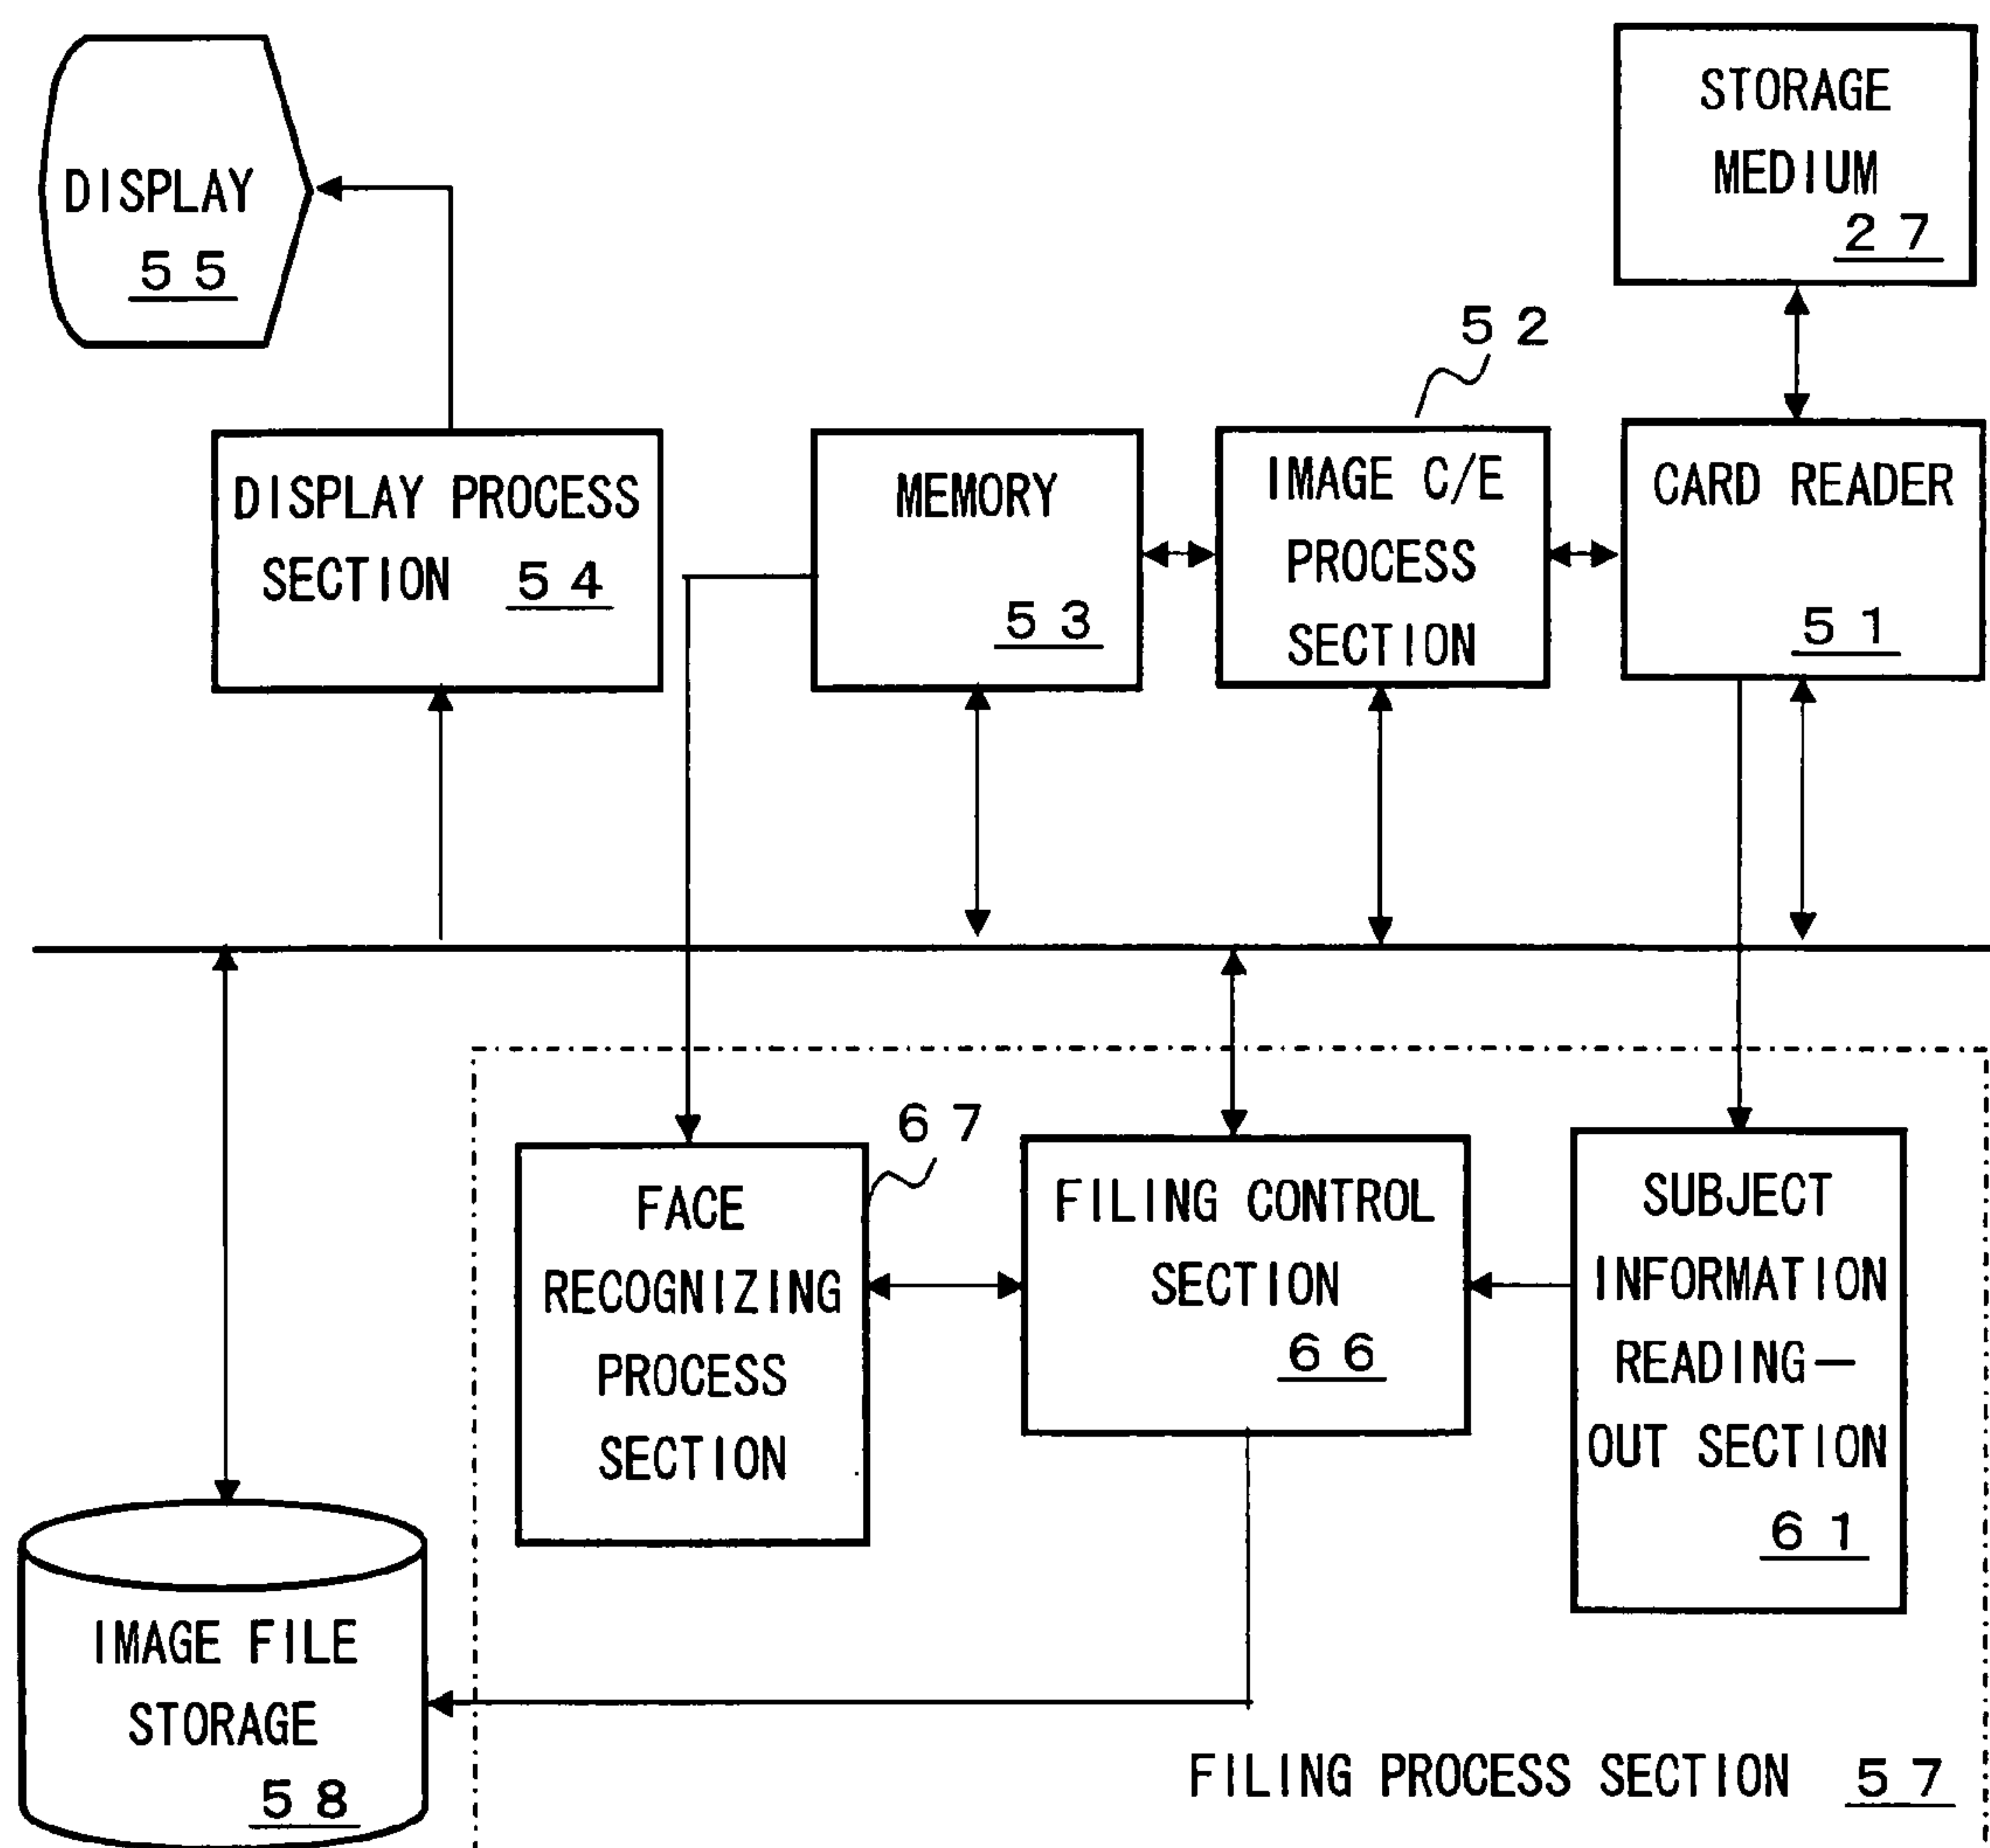 DISPLAY
55
STORAGE
MEDIUM
27
52
DISPLAY PROCESS
SECTION 54
MEMORY
53
IMAGE C/E
PROCESS
SECTION
CARD READER
51
67
FACE
RECOGNIZING
PROCESS
SECTION
FILING CONTROL
SECTION
66
SUBJECT
INFORMATION
READING-
OUT SECTION
61
IMAGE FILE
STORAGE
58
FILING PROCESS SECTION 57